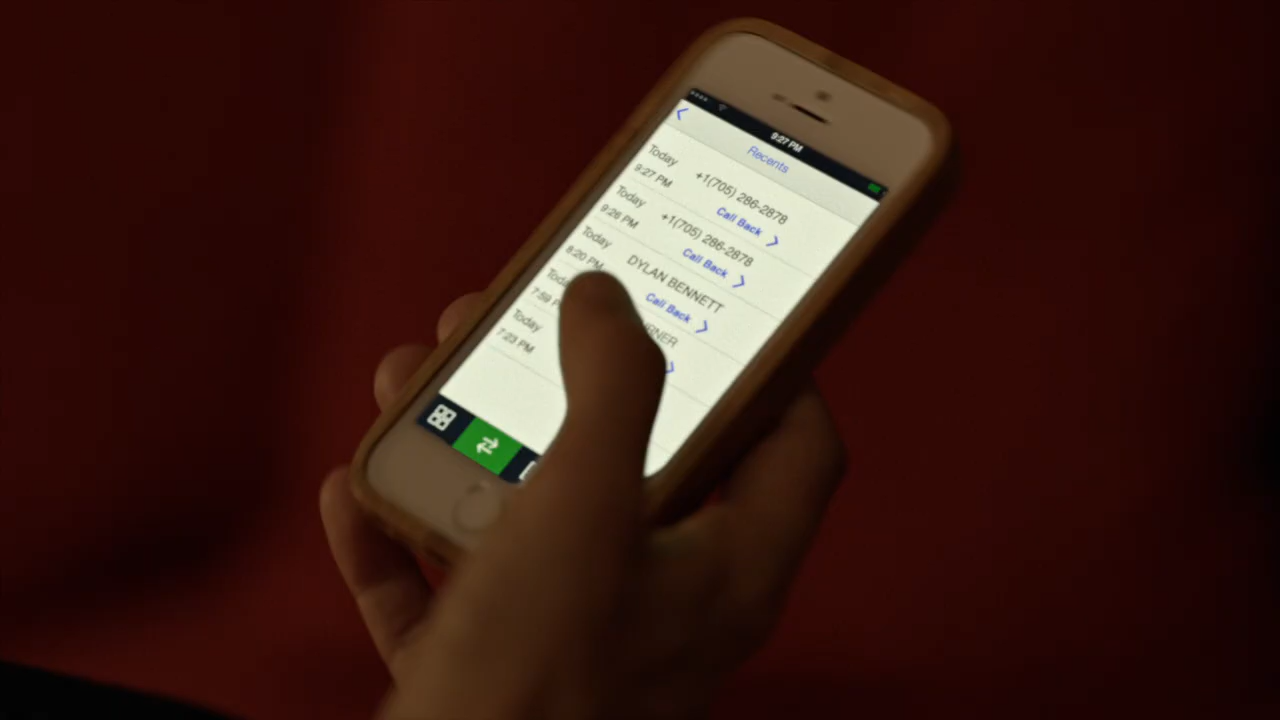 9:27 PM
Recents
Today
9:27 PM
+1(705) 286-2878
Call Back
Today
9:26 PM
+1(705) 286-2878
Call Back
Today
8:20 PM
DYLAN BENNETT
Call Back
Today
7:23 PM